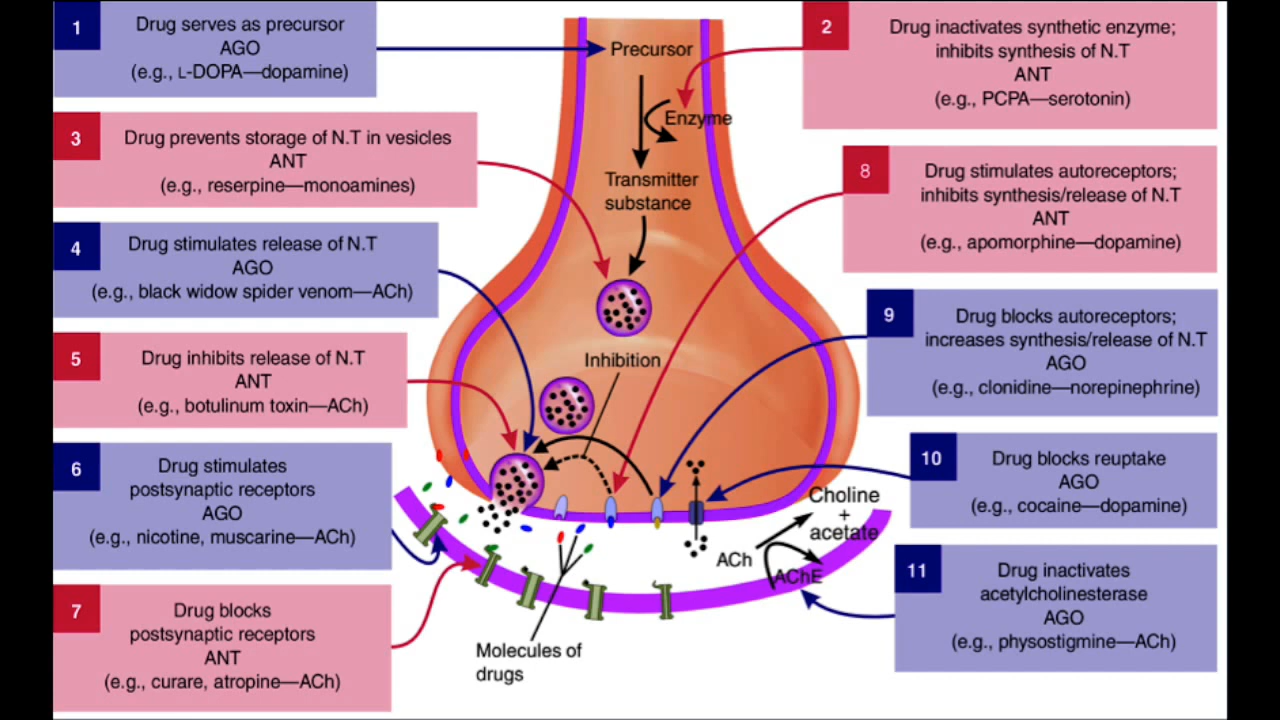 1
Drug serves as precursor
AGO
(e.g., L-DOPA—dopamine)
2
Drug inactivates synthetic enzyme;
inhibits synthesis of N.T
ANT
(e.g., PCPA—serotonin)
3
Drug prevents storage of N.T in vesicles
ANT
(e.g., reserpine—monoamines)
4
Drug stimulates release of N.T
AGO
(e.g., black widow spider venom—ACh)
5
Drug inhibits release of N.T
ANT
(e.g., botulinum toxin—ACh)
6
Drug stimulates
postsynaptic receptors
AGO
(e.g., nicotine, muscarine—ACh)
7
Drug blocks
postsynaptic receptors
ANT
(e.g., curare, atropine—ACh)
8
Drug stimulates autoreceptors;
inhibits synthesis/release of N.T
ANT
(e.g., apomorphine—dopamine)
9
Drug blocks autoreceptors;
increases synthesis/release of N.T
AGO
(e.g., clonidine—norepinephrine)
10
Drug blocks reuptake
AGO
(e.g., cocaine—dopamine)
11
Drug inactivates
acetylcholinesterase
AGO
(e.g., physostigmine—ACh)
Precursor
Enzyme
Transmitter
substance
Inhibition
Choline
+
acetate
ACh
AChE
Molecules of
drugs